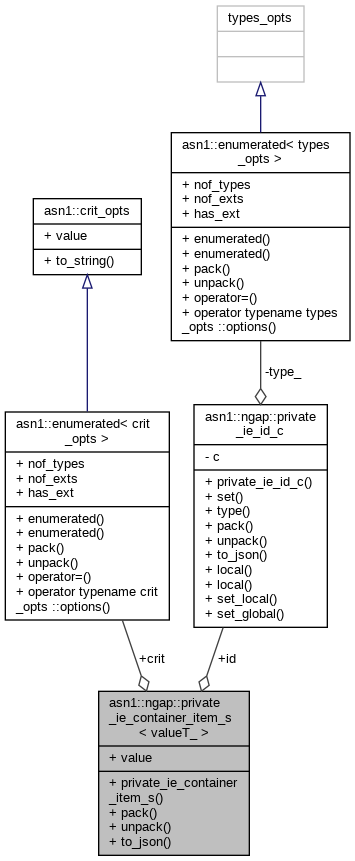 types_opts
asn1::enumerated< types
_opts >
+ nof_types
+ nof_exts
+ has_ext
+ enumerated()
+ enumerated()
+ pack()
+ unpack()
+ operator=()
+ operator typename types
_opts ::options()
asn1::crit_opts
+ value
+ to_string()
-type_
asn1::enumerated< crit
_opts >
+ nof_types
+ nof_exts
+ has_ext
+ enumerated()
+ enumerated()
+ pack()
+ unpack()
+ operator=()
+ operator typename crit
_opts ::options()
asn1::ngap::private
_ie_id_c
- c
+ private_ie_id_c()
+ set()
+ type()
+ pack()
+ unpack()
+ to_json()
+ local()
+ local()
+ set_local()
+ set_global()
+crit
+id
asn1::ngap::private
_ie_container_item_s
< valueT_ >
+ value
+ private_ie_container
_item_s()
+ pack()
+ unpack()
+ to_json()